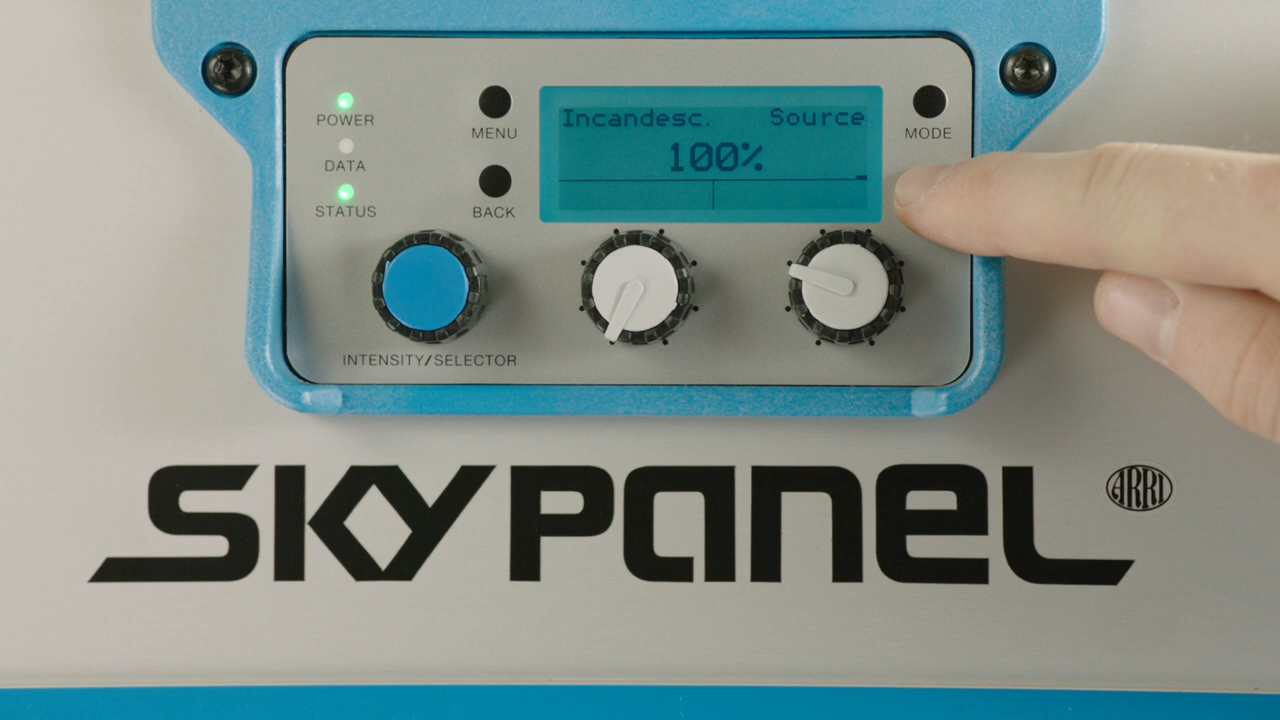 POWER
DATA
STATUS
MENU
BACK
Incandesc. Source
100%
MODE
INTENSITY/SELECTOR
SKYPANEL
ARRI